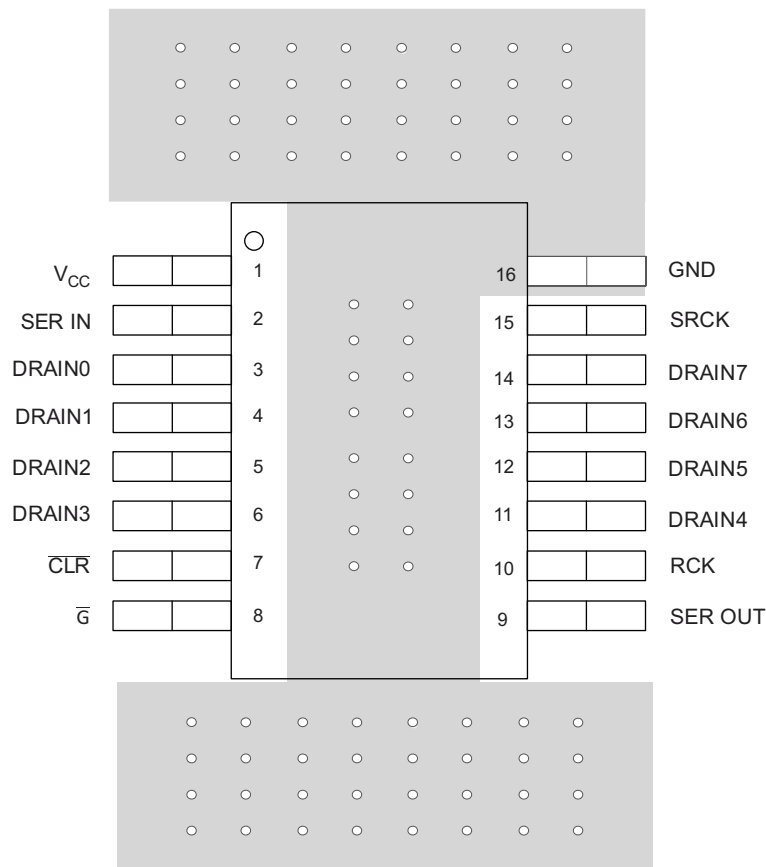 V_CC 1 16 GND
SER IN 2 15 SRCK
DRAIN0 3 14 DRAIN7
DRAIN1 4 13 DRAIN6
DRAIN2 5 12 DRAIN5
DRAIN3 6 11 DRAIN4
C̅L̅R̅ 7 10 RCK
G̅ 8 9 SER OUT